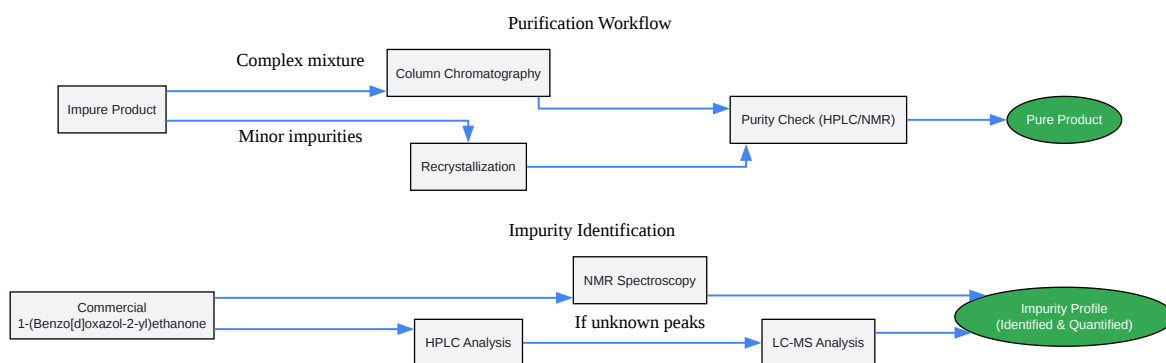 Purification Workflow
Complex mixture
Column Chromatography
Impure Product
Purity Check (HPLC/NMR)
Pure Product
Minor impurities
Recrystallization
Impurity Identification
NMR Spectroscopy
Commercial
1-(Benzo[d]oxazol-2-yl)ethanone
Impurity Profile
(Identified & Quantified)
If unknown peaks
HPLC Analysis
LC-MS Analysis